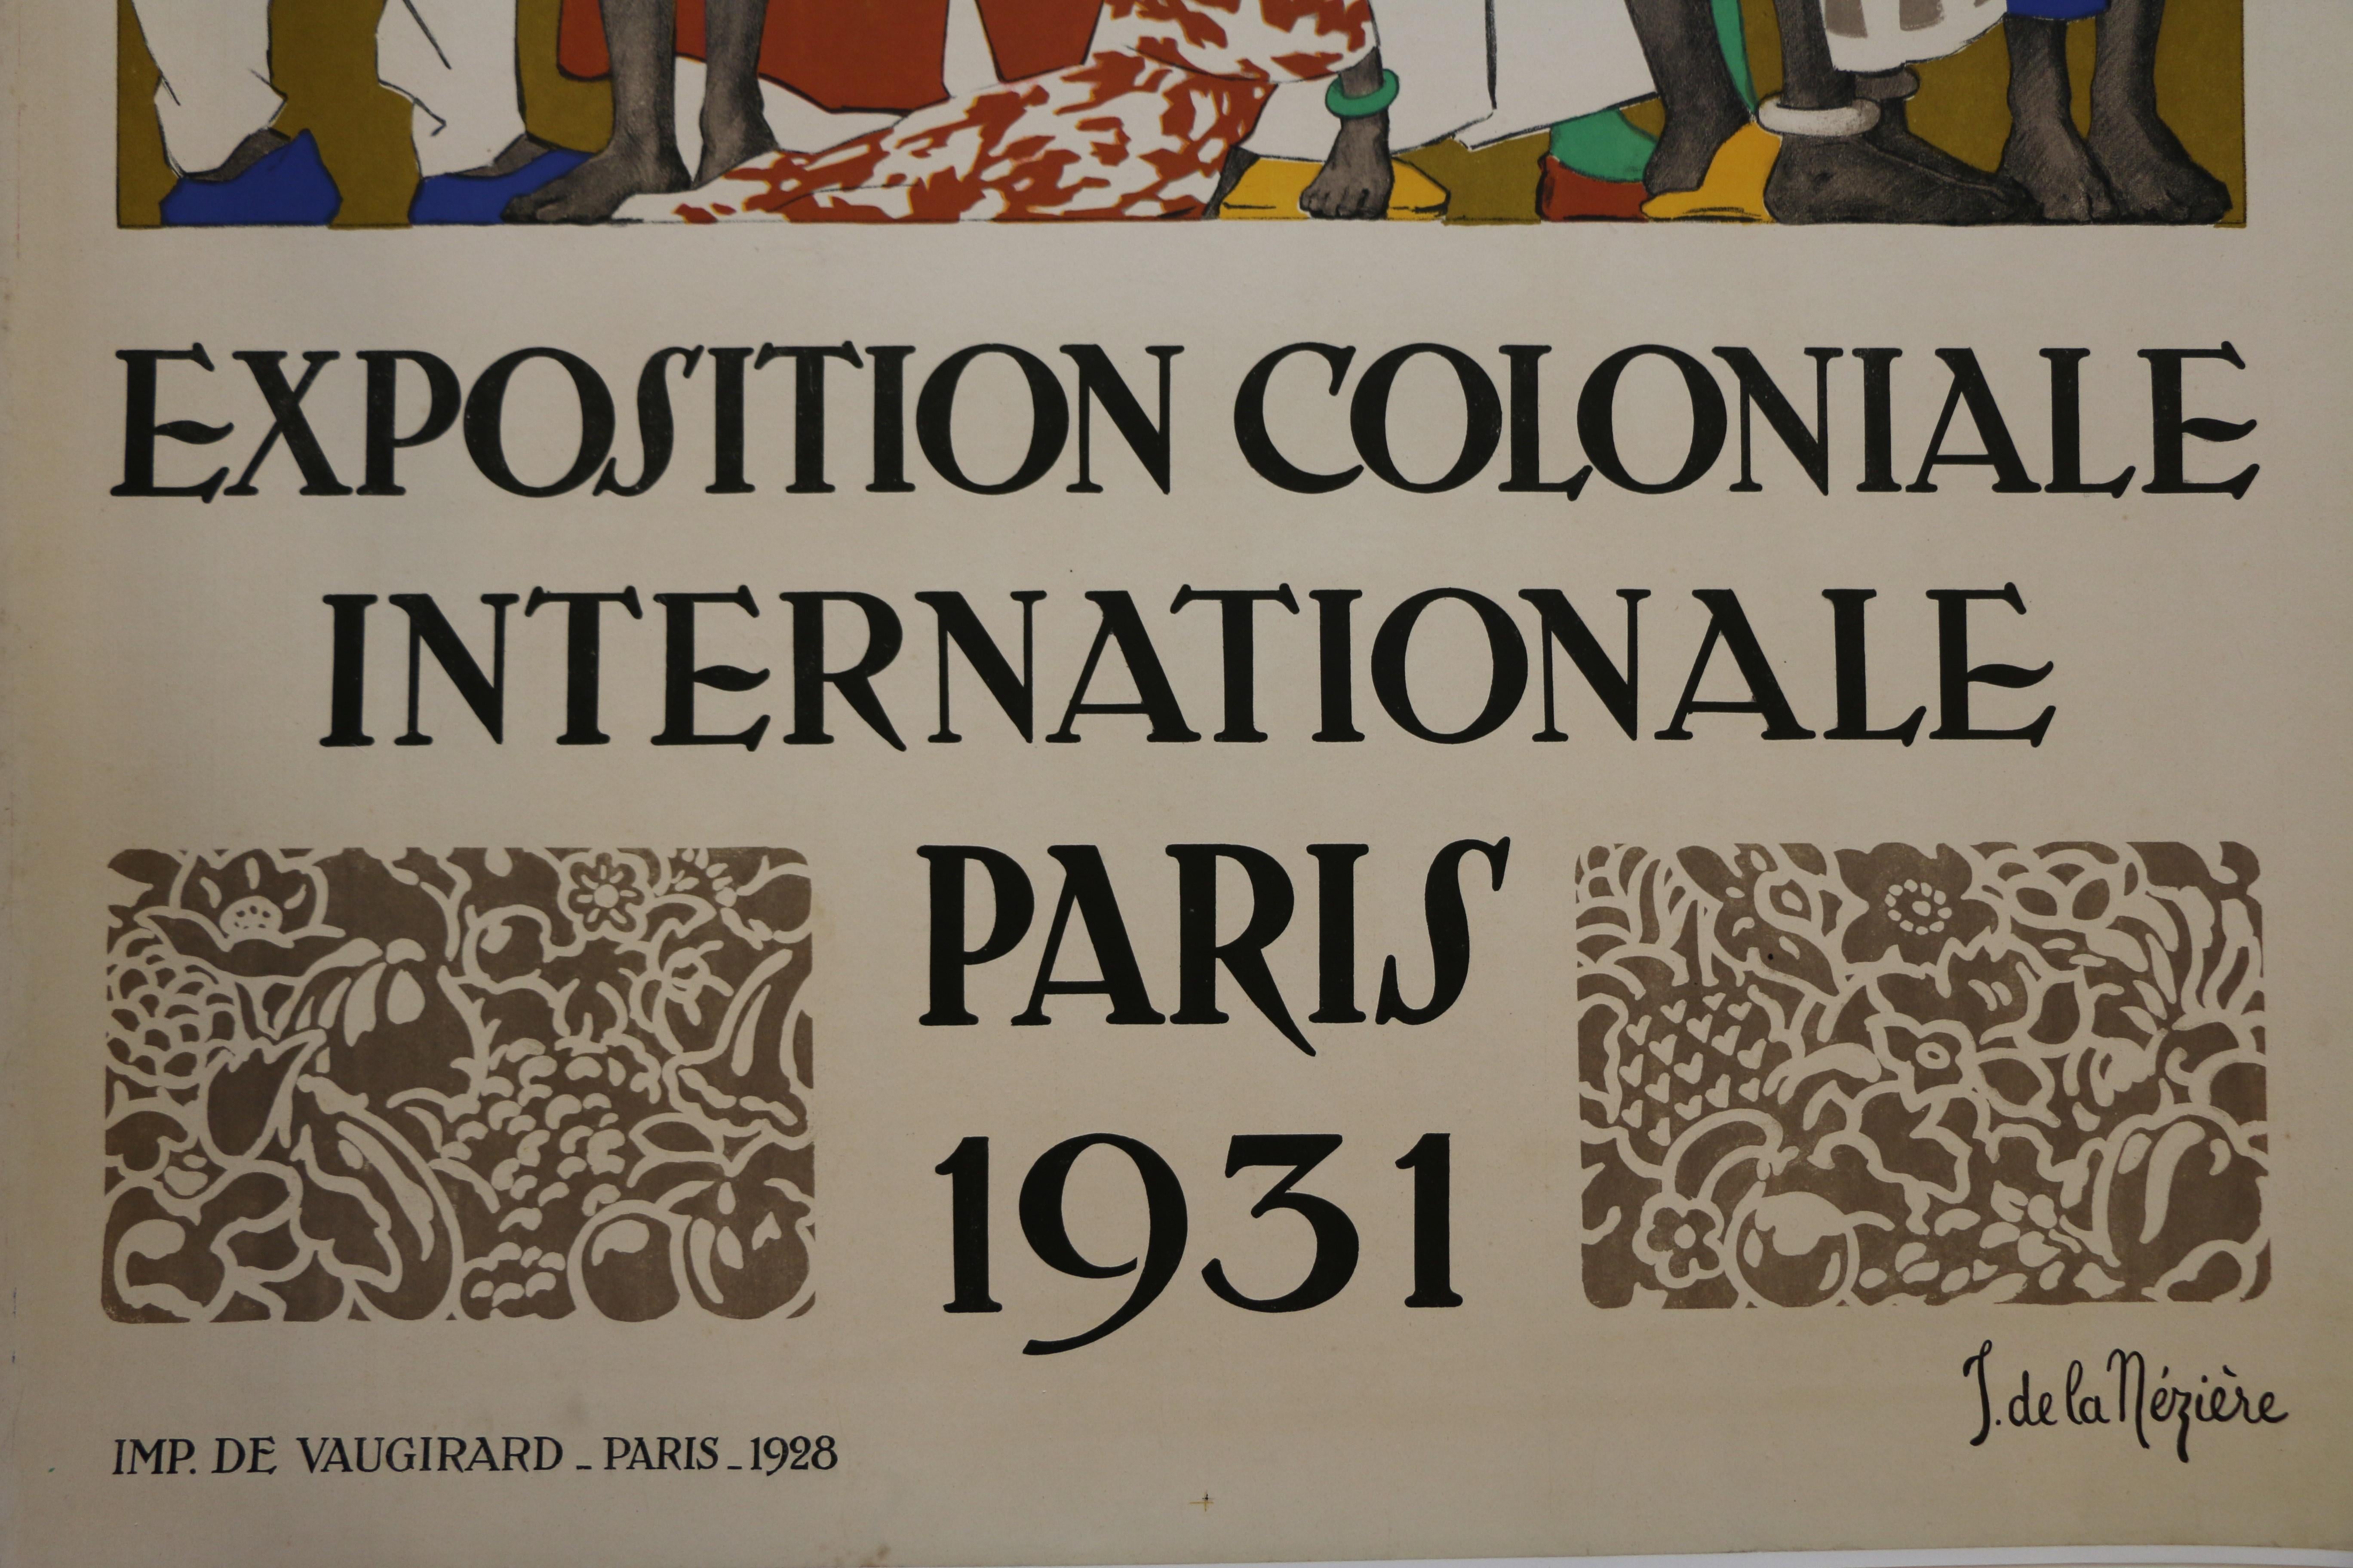 EXPOSITION COLONIALE
INTERNATIONALE
PARIS
1931
J. de la Nézière
IMP. DE VAUGIRARD _ PARIS _ 1928